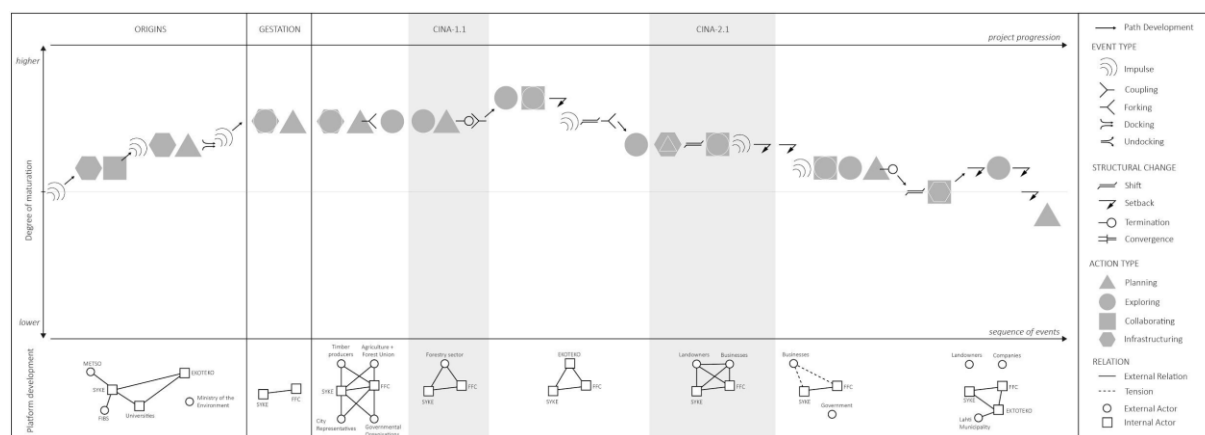 ORIGINS
GESTATION
CINA-1.1
CINA-2.1
higher
project progression
Degree of maturation
lower
sequence of events
Platform development
METSO
SYKE
FIBS
Universities
EKOTEKO
Ministry of the
Environment
SYKE
FFC
Timber
producers
Agriculture +
Forest Union
SYKE
FFC
City
Representatives
Governmental
Organisations
Forestry sector
SYKE
FFC
EKOTEKO
SYKE
FFC
Landowners
Businesses
SYKE
FFC
Businesses
SYKE
FFC
Government
Landowners
Companies
FFC
SYKE
EKTOTEKO
Lahti
Municipality
Path Development
EVENT TYPE
Impulse
Coupling
Forking
Docking
Undocking
STRUCTURAL CHANGE
Shift
Setback
Termination
Convergence
ACTION TYPE
Planning
Exploring
Collaborating
Infrastructuring
RELATION
External Relation
Tension
External Actor
Internal Actor